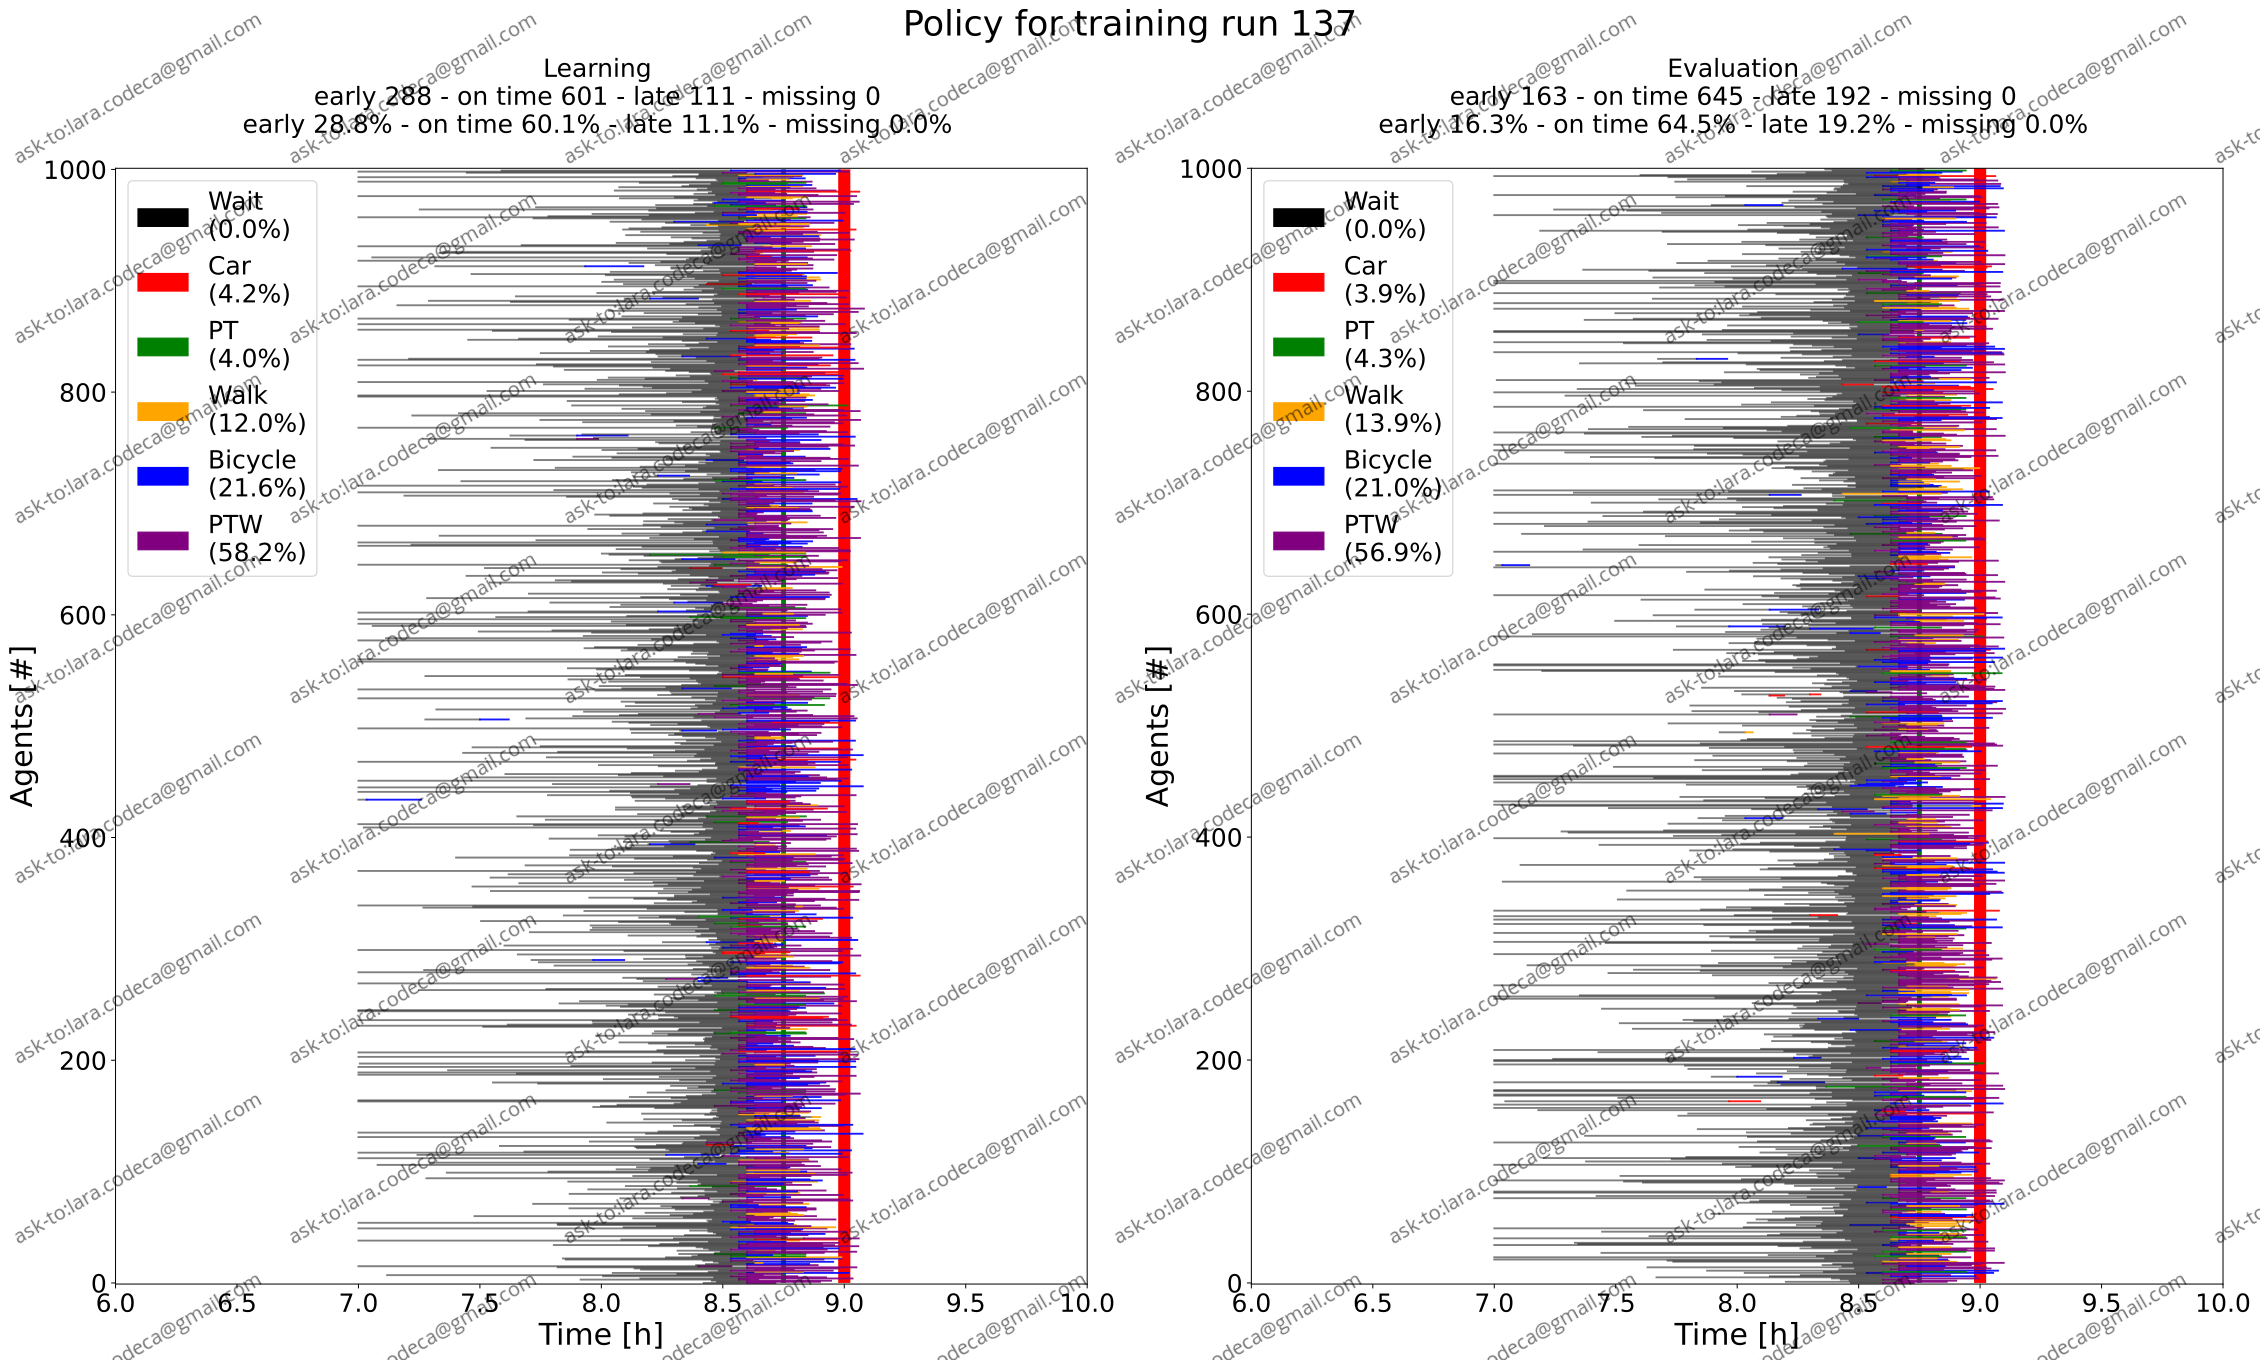 Policy for training run 137
Learning
early 288 - on time 601 - late 111 - missing 0
early 28.8% - on time 60.1% - late 11.1% - missing 0.0%
1000
800
600
400
200
0
Agents [#]
Wait
(0.0%)
Car
(4.2%)
PT
(4.0%)
Walk
(12.0%)
Bicycle
(21.6%)
PTW
(58.2%)
6.0 6.5 7.0 7.5 8.0 8.5 9.0 9.5 10.0
Time [h]
Evaluation
early 163 - on time 645 - late 192 - missing 0
early 16.3% - on time 64.5% - late 19.2% - missing 0.0%
1000
800
600
400
200
0
Agents [#]
Wait
(0.0%)
Car
(3.9%)
PT
(4.3%)
Walk
(13.9%)
Bicycle
(21.0%)
PTW
(56.9%)
6.0 6.5 7.0 7.5 8.0 8.5 9.0 9.5 10.0
Time [h]
ask-to:lara.codeca@gmail.com